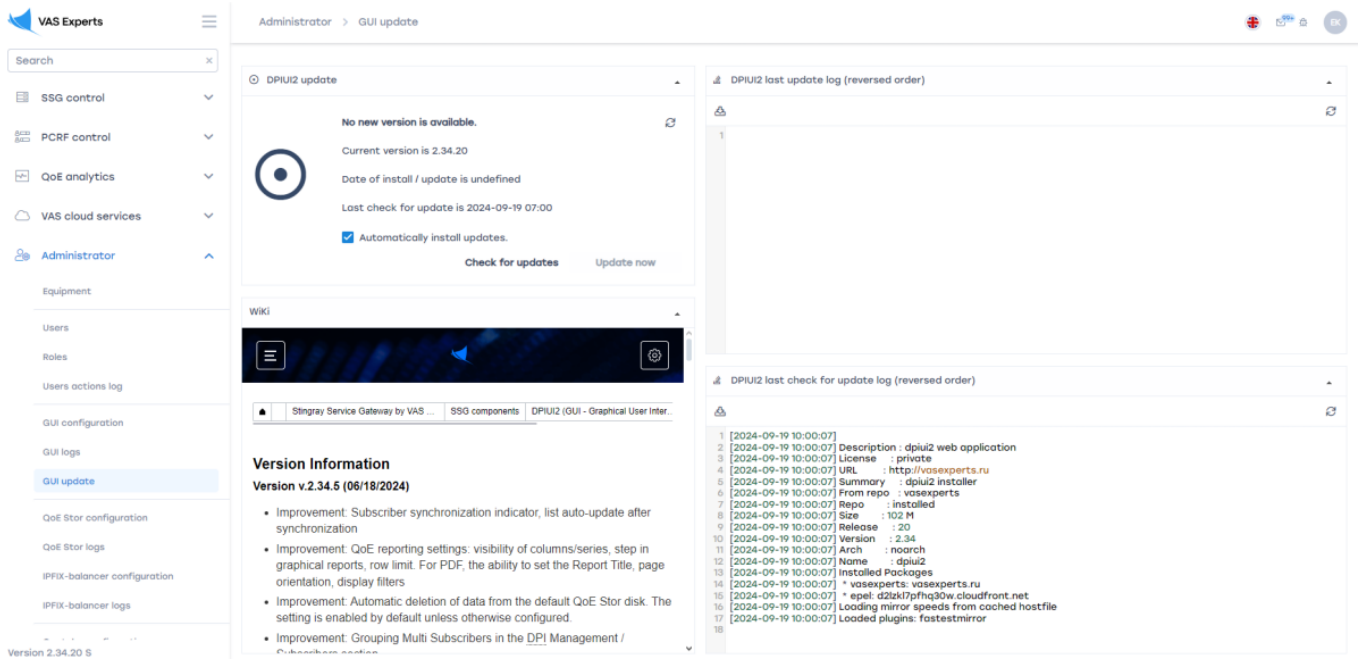 VAS Experts
Administrator > GUI update
99+
EK
Search
SSG control
PCRF control
QoE analytics
VAS cloud services
Administrator
Equipment
Users
Roles
Users actions log
GUI configuration
GUI logs
GUI update
QoE Stor configuration
QoE Stor logs
IPFIX-balancer configuration
IPFIX-balancer logs
Version 2.34.20 S
DPIUI2 update
No new version is available.
Current version is 2.34.20
Date of install / update is undefined
Last check for update is 2024-09-19 07:00
Automatically install updates.
Check for updates Update now
WiKi
Stingray Service Gateway by VAS ... SSG components DPIUI2 (GUI - Graphical User Inter...
Version Information
Version v.2.34.5 (06/18/2024)
• Improvement: Subscriber synchronization indicator, list auto-update after
synchronization
• Improvement: QoE reporting settings: visibility of columns/series, step in
graphical reports, row limit. For PDF, the ability to set the Report Title, page
orientation, display filters
• Improvement: Automatic deletion of data from the default QoE Stor disk. The
setting is enabled by default unless otherwise configured.
• Improvement: Grouping Multi Subscribers in the DPI Management /
Subscribers section
DPIUI2 last update log (reversed order)
1
DPIUI2 last check for update log (reversed order)
1 [2024-09-19 10:00:07]
2 [2024-09-19 10:00:07] Description : dpiui2 web application
3 [2024-09-19 10:00:07] License : private
4 [2024-09-19 10:00:07] URL : http://vasexperts.ru
5 [2024-09-19 10:00:07] Summary : dpiui2 installer
6 [2024-09-19 10:00:07] From repo : vasexperts
7 [2024-09-19 10:00:07] Repo : installed
8 [2024-09-19 10:00:07] Size : 102 M
9 [2024-09-19 10:00:07] Release : 20
10 [2024-09-19 10:00:07] Version : 2.34
11 [2024-09-19 10:00:07] Arch : noarch
12 [2024-09-19 10:00:07] Name : dpiui2
13 [2024-09-19 10:00:07] Installed Packages
14 [2024-09-19 10:00:07] * vasexperts: vasexperts.ru
15 [2024-09-19 10:00:07] * epel: d2lzkl7pfhq30w.cloudfront.net
16 [2024-09-19 10:00:07] Loading mirror speeds from cached hostfile
17 [2024-09-19 10:00:07] Loaded plugins: fastestmirror
18